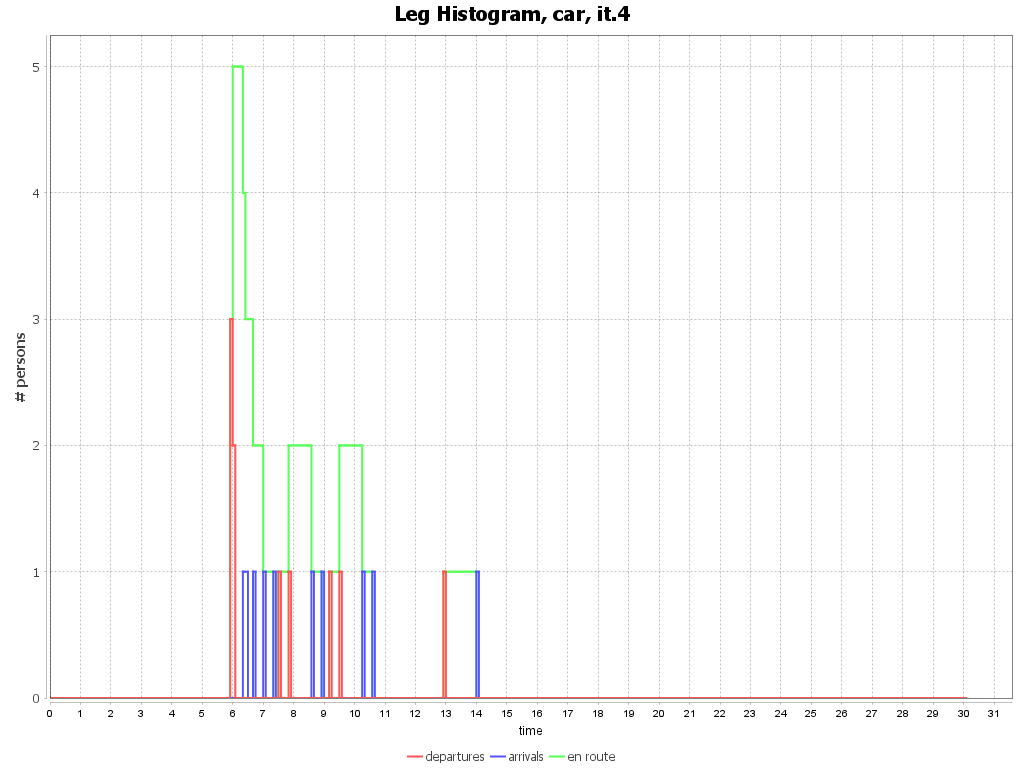 Leg Histogram, car, it.4
# persons
5
4
3
2
1
0
0 1 2 3 4 5 6 7 8 9 10 11 12 13 14 15 16 17 18 19 20 21 22 23 24 25 26 27 28 29 30 31
time
departures arrivals en route